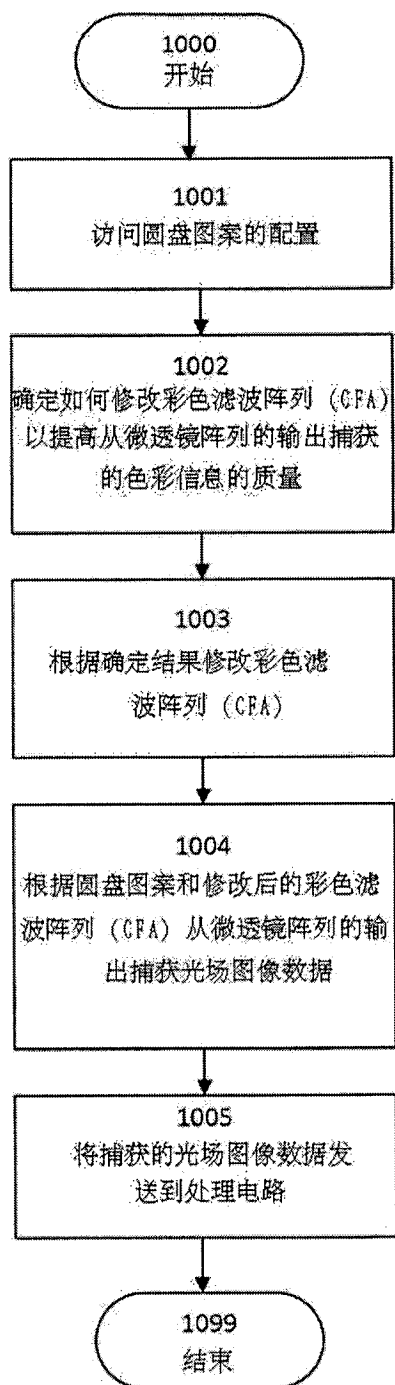 1000
开始
1001
访问圆盘图案的配置
1002
确定如何修改彩色滤波阵列 (CFA)
以提高从微透镜阵列的输出捕获
的色彩信息的质量
1003
根据确定结果修改彩色滤
波阵列 (CFA)
1004
根据圆盘图案和修改后的彩色滤
波阵列 (CFA) 从微透镜阵列的输
出捕获光场图像数据
1005
将捕获的光场图像数据发
送到处理电路
1099
结束